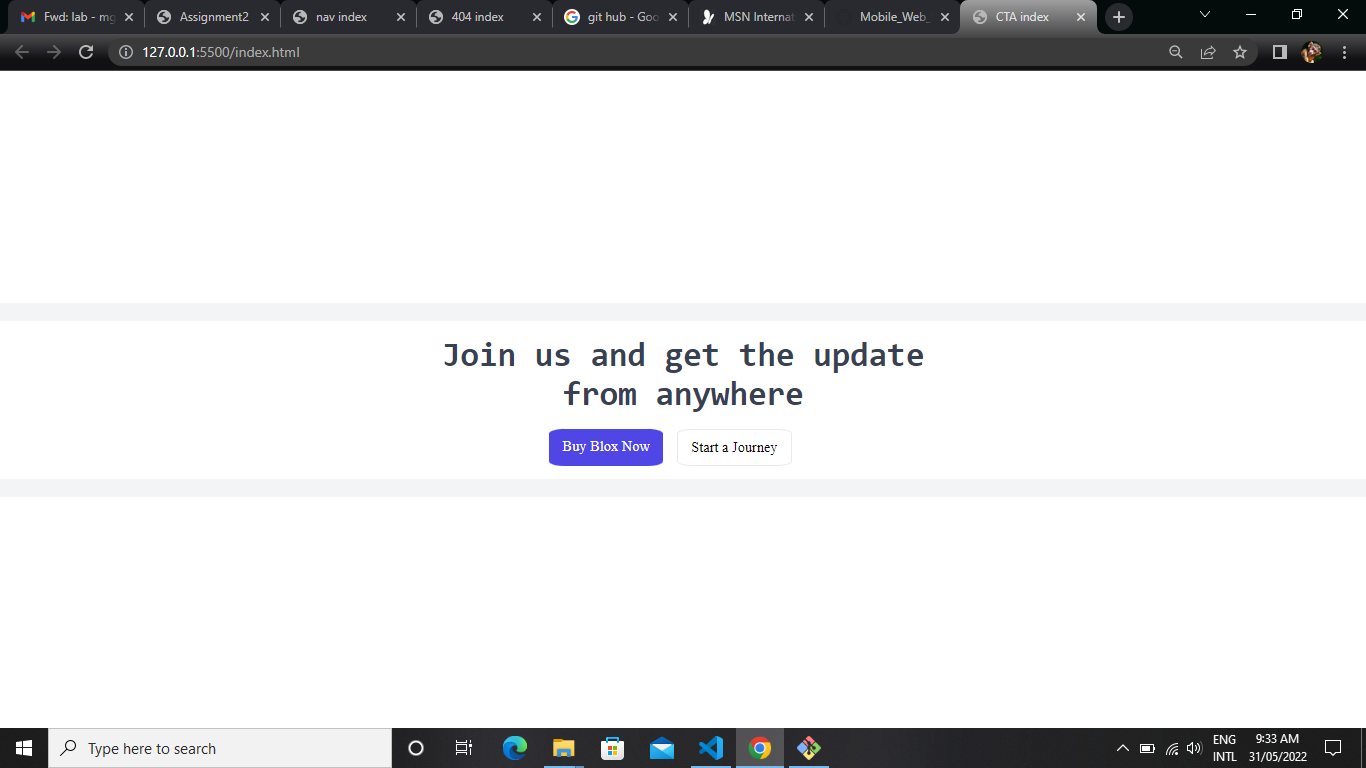 Fwd: lab - mg
Assignment2
nav index
404 index
git hub - Goo
MSN Internat
Mobile_Web_
CTA index
127.0.0.1:5500/index.html
Join us and get the update
from anywhere
Buy Blox Now
Start a Journey
Type here to search
ENG
INTL
9:33 AM
31/05/2022